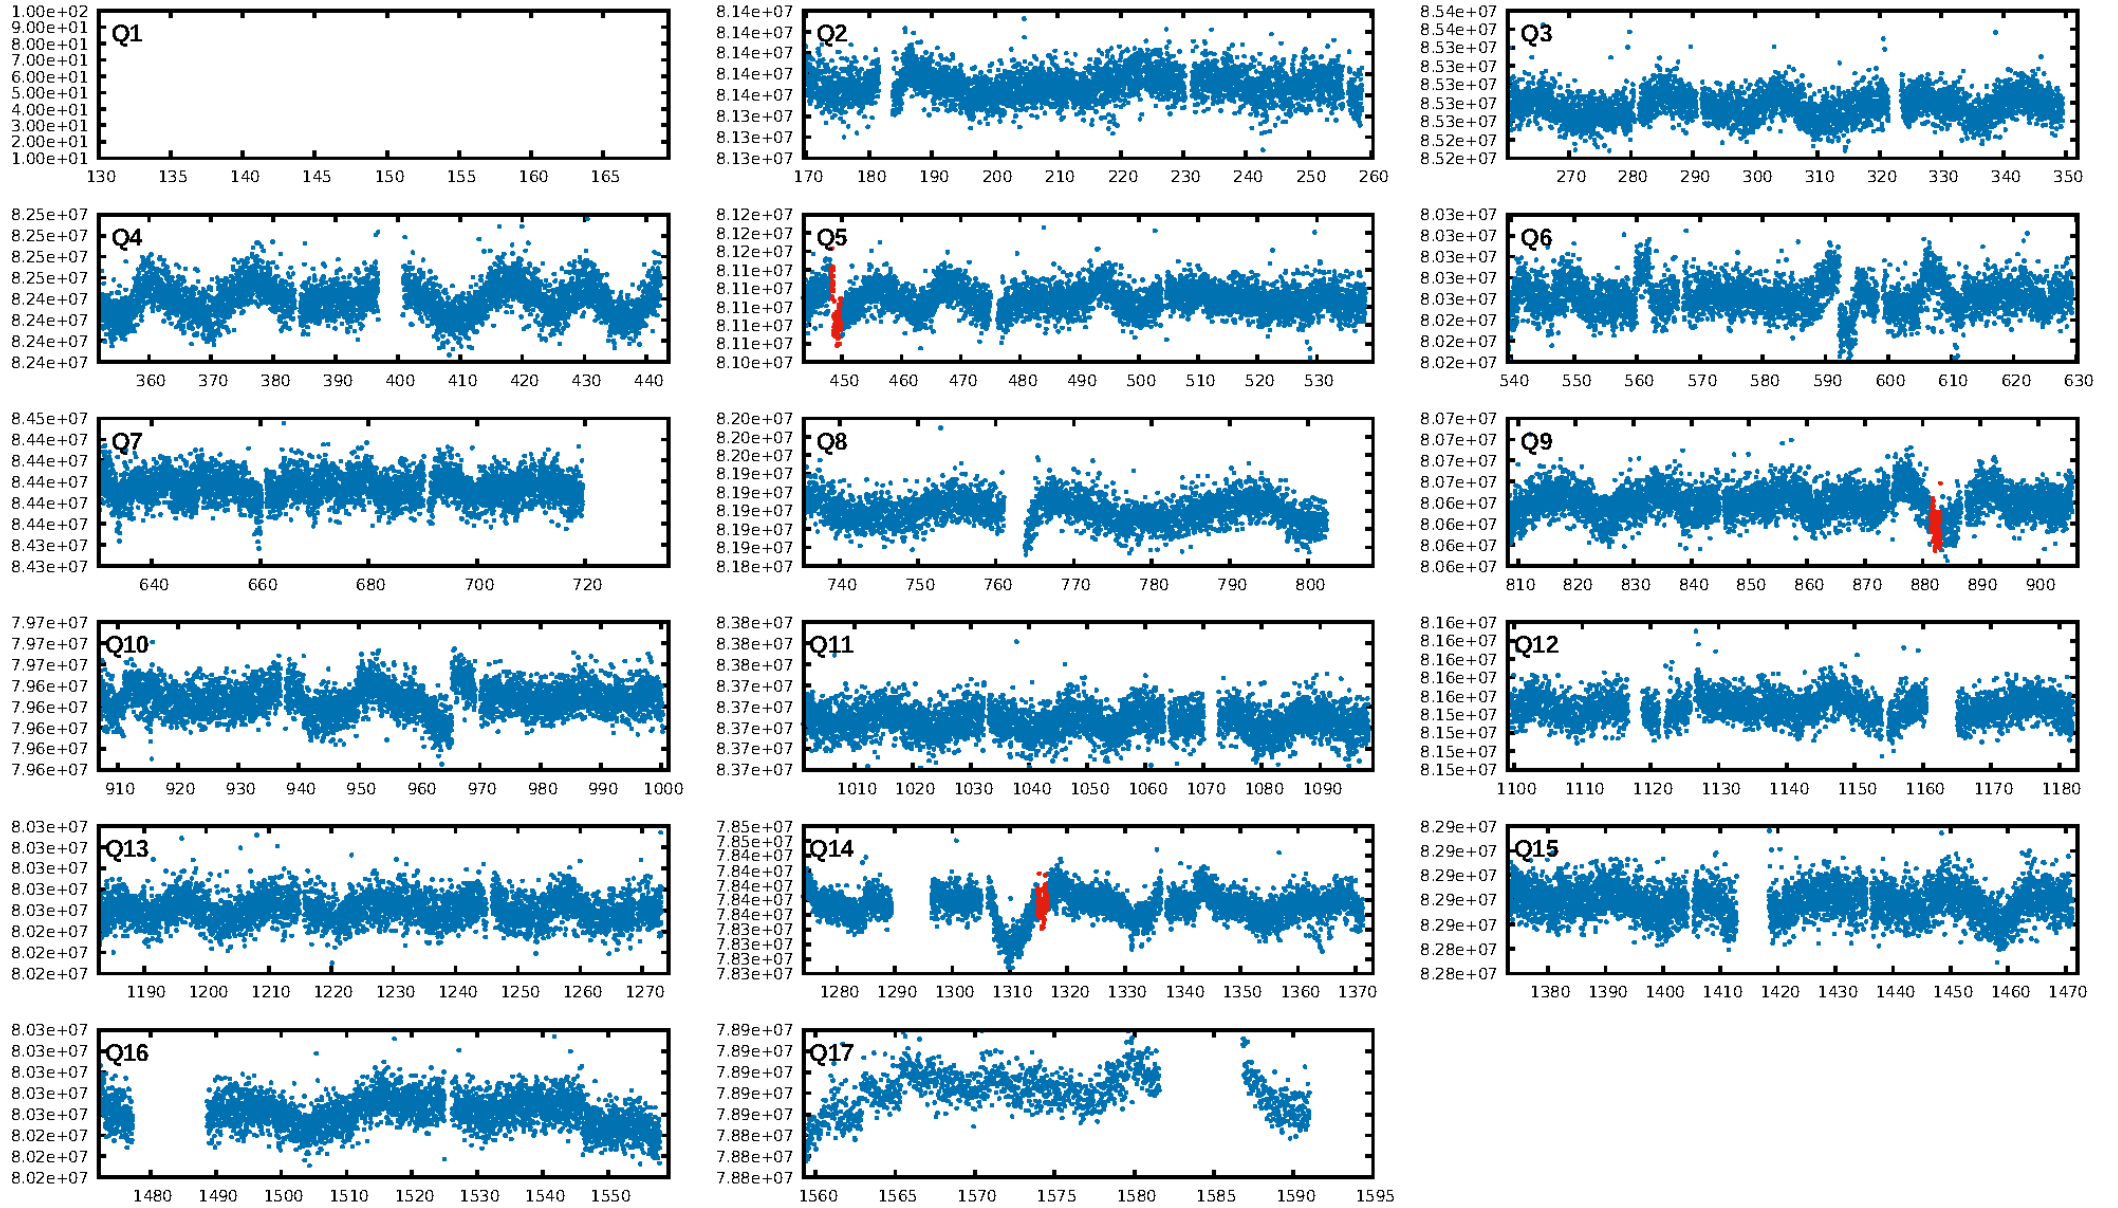 Q1
1.00e+02
9.00e+01
8.00e+01
7.00e+01
6.00e+01
5.00e+01
4.00e+01
3.00e+01
2.00e+01
1.00e+01
130 135 140 145 150 155 160 165
Q2
8.14e+07
8.14e+07
8.14e+07
8.14e+07
8.14e+07
8.13e+07
8.13e+07
8.13e+07
170 180 190 200 210 220 230 240 250 260
Q3
8.54e+07
8.54e+07
8.53e+07
8.53e+07
8.53e+07
8.53e+07
8.53e+07
8.52e+07
8.52e+07
270 280 290 300 310 320 330 340 350
Q4
8.25e+07
8.25e+07
8.25e+07
8.25e+07
8.24e+07
8.24e+07
8.24e+07
8.24e+07
360 370 380 390 400 410 420 430 440
Q5
8.12e+07
8.12e+07
8.12e+07
8.11e+07
8.11e+07
8.11e+07
8.11e+07
8.11e+07
8.10e+07
450 460 470 480 490 500 510 520 530
Q6
8.03e+07
8.03e+07
8.03e+07
8.03e+07
8.03e+07
8.02e+07
8.02e+07
8.02e+07
540 550 560 570 580 590 600 610 620 630
Q7
8.45e+07
8.44e+07
8.44e+07
8.44e+07
8.44e+07
8.44e+07
8.43e+07
8.43e+07
640 660 680 700 720
Q8
8.20e+07
8.20e+07
8.20e+07
8.19e+07
8.19e+07
8.19e+07
8.19e+07
8.19e+07
8.18e+07
740 750 760 770 780 790 800
Q9
8.07e+07
8.07e+07
8.07e+07
8.07e+07
8.06e+07
8.06e+07
8.06e+07
8.06e+07
810 820 830 840 850 860 870 880 890 900
Q10
7.97e+07
7.97e+07
7.97e+07
7.96e+07
7.96e+07
7.96e+07
7.96e+07
7.96e+07
910 920 930 940 950 960 970 980 990 1000
Q11
8.38e+07
8.38e+07
8.38e+07
8.37e+07
8.37e+07
8.37e+07
8.37e+07
8.37e+07
1010 1020 1030 1040 1050 1060 1070 1080 1090
Q12
8.16e+07
8.16e+07
8.16e+07
8.16e+07
8.16e+07
8.15e+07
8.15e+07
8.15e+07
8.15e+07
1100 1110 1120 1130 1140 1150 1160 1170 1180
Q13
8.03e+07
8.03e+07
8.03e+07
8.03e+07
8.03e+07
8.02e+07
8.02e+07
8.02e+07
1190 1200 1210 1220 1230 1240 1250 1260 1270
Q14
7.85e+07
7.84e+07
7.84e+07
7.84e+07
7.84e+07
7.84e+07
7.84e+07
7.83e+07
7.83e+07
7.83e+07
7.83e+07
1280 1290 1300 1310 1320 1330 1340 1350 1360 1370
Q15
8.29e+07
8.29e+07
8.29e+07
8.29e+07
8.29e+07
8.28e+07
8.28e+07
1380 1390 1400 1410 1420 1430 1440 1450 1460 1470
Q16
8.03e+07
8.03e+07
8.03e+07
8.03e+07
8.03e+07
8.02e+07
8.02e+07
8.02e+07
1480 1490 1500 1510 1520 1530 1540 1550
Q17
7.89e+07
7.89e+07
7.89e+07
7.89e+07
7.89e+07
7.88e+07
7.88e+07
7.88e+07
1560 1565 1570 1575 1580 1585 1590 1595